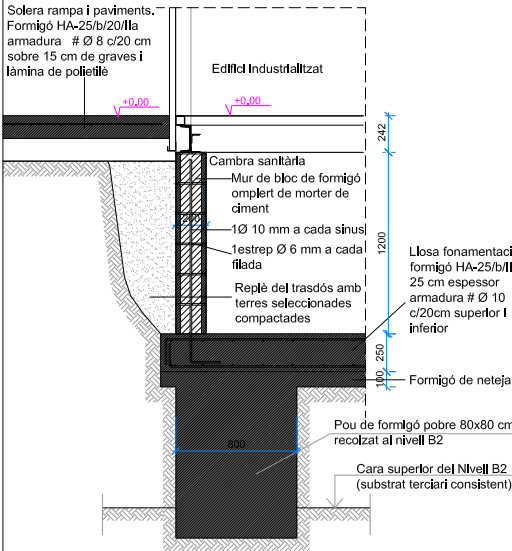 Solera rampa i paviments.
Formigó HA-25/b/20/IIa
armadura # Ø 8 c/20 cm
sobre 15 cm de graves i
làmina de polietilè
Edifici Industrialitzat
+0,00
+0,00
242
Cambra sanitària
Mur de bloc de formigó
omplert de morter de
ciment
200
1Ø 10 mm a cada sinus
1estrep Ø 6 mm a cada
filada
1200
Replè del trasdós amb
terres seleccionades
compactades
Llosa fonamentaci
formigó HA-25/b/II
25 cm espessor
armadura # Ø 10
c/20cm superior I
inferior
250
100
Formigó de neteja
Pou de formigó pobre 80x80 cm
recolzat al nivell B2
800
Cara superior del Nivell B2
(substrat terciari consistent)